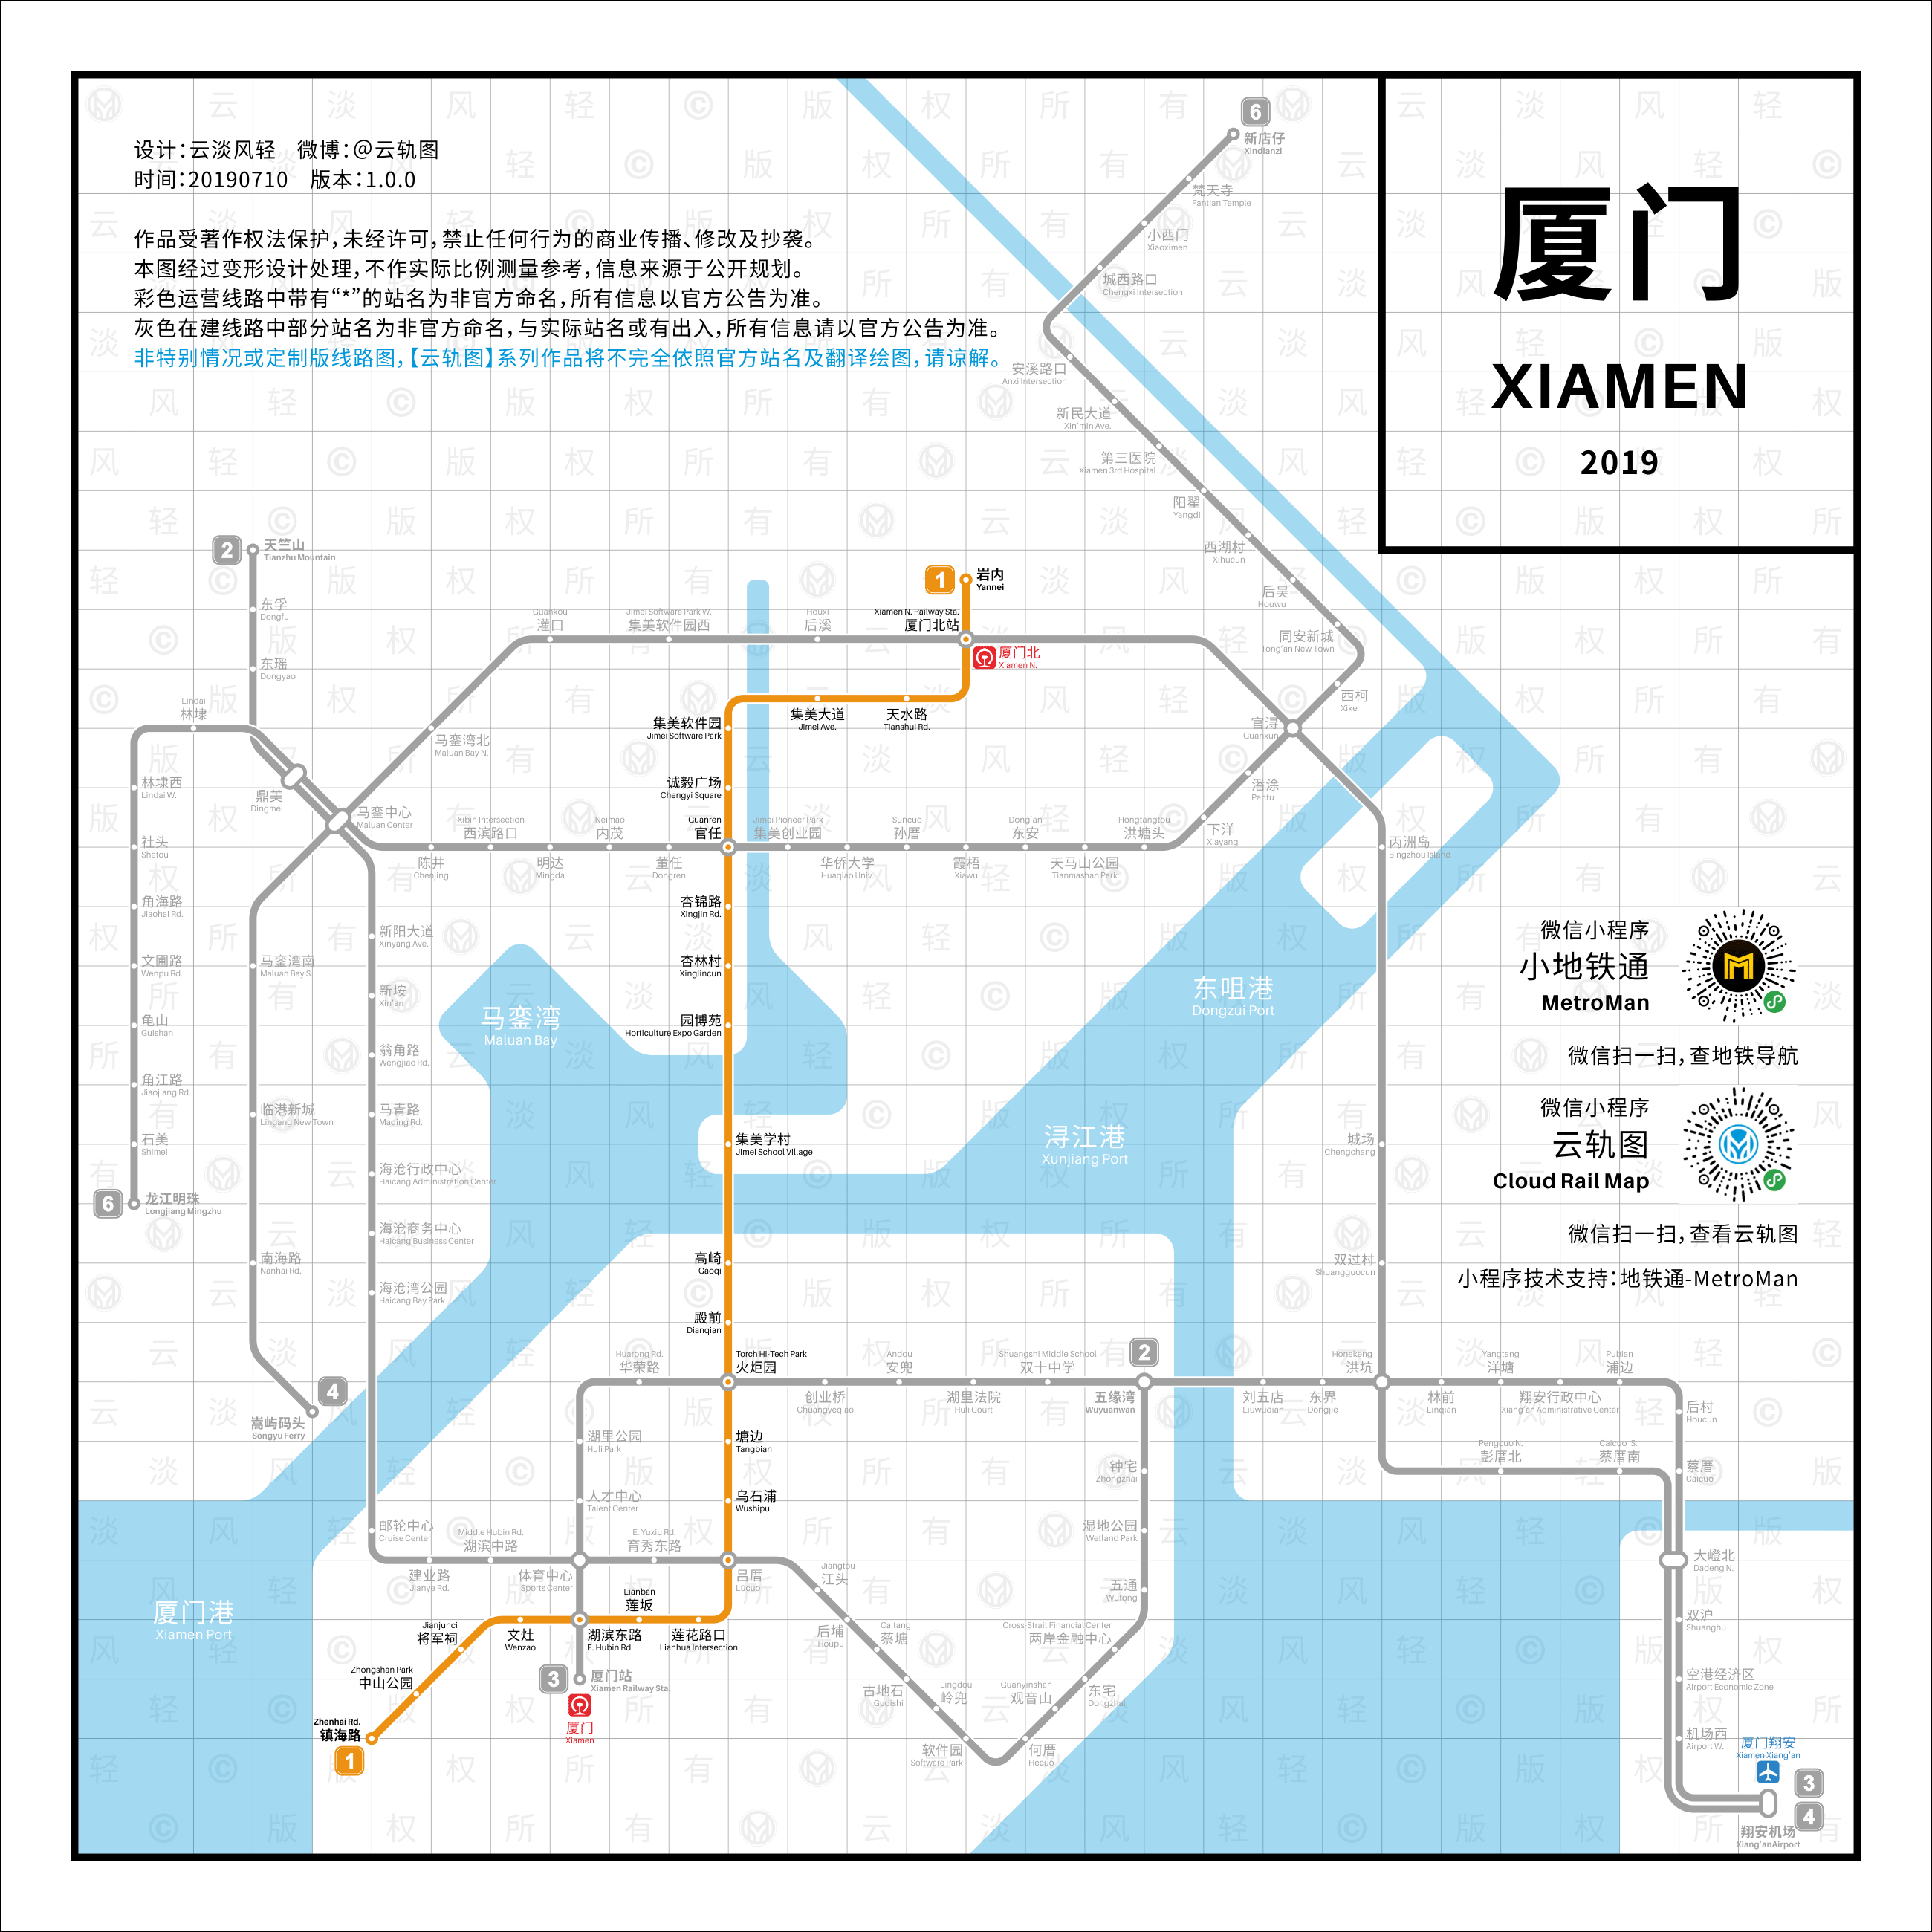 设计：云淡风轻　微博：@云轨图
时间：20190710　版本：1.0.0
作品受著作权法保护，未经许可，禁止任何行为的商业传播、修改及抄袭。
本图经过变形设计处理，不作实际比例测量参考，信息来源于公开规划。
彩色运营线路中带有“*”的站名为非官方命名，所有信息以官方公告为准。
灰色在建线路中部分站名为非官方命名，与实际站名或有出入，所有信息请以官方公告为准。
非特别情况或定制版线路图，【云轨图】系列作品将不完全依照官方站名及翻译绘图，请谅解。
厦门
XIAMEN
2019
6
新店仔
Xindianzi
梵天寺
Fantian Temple
小西门
Xiaoximen
城西路口
Chengxi Intersection
安溪路口
Anxi Intersection
新民大道
Xin'min Ave.
第三医院
Xiamen 3rd Hospital
阳翟
Yangdi
西湖村
Xihucun
后吴
Houwu
同安新城
Tong'an New Town
西柯
Xike
官浔
Guanxun
潘涂
Pantu
下洋
Xiayang
Hongtangtou
洪塘头
天马山公园
Tianmashan Park
Dong'an
东安
霞梧
Xiawu
Suncuo
孙厝
华侨大学
Huaqiao Univ.
Jimei Pioneer Park
集美创业园
Guanren
官任
董任
Dongren
Neimao
内茂
明达
Mingda
Xibin Intersection
西滨路口
陈井
Chenjing
马銮中心
Maluan Center
鼎美
Dingmei
2
天竺山
Tianzhu Mountain
东孚
Dongfu
东瑶
Dongyao
Lindai
林埭
林埭西
Lindai W.
社头
Shetou
角海路
Jiaohai Rd.
文圃路
Wenpu Rd.
龟山
Guishan
角江路
Jiaojiang Rd.
石美
Shimei
6
龙江明珠
Longjiang Mingzhu
Guankou
灌口
Jimei Software Park W.
集美软件园西
Houxi
后溪
马銮湾北
Maluan Bay N.
马銮湾南
Maluan Bay S.
临港新城
Lingang New Town
南海路
Nanhai Rd.
4
嵩屿码头
Songyu Ferry
新阳大道
Xinyang Ave.
新垵
Xin'an
翁角路
Wengjiao Rd.
马青路
Maqing Rd.
海沧行政中心
Haicang Administration Center
海沧商务中心
Haicang Business Center
海沧湾公园
Haicang Bay Park
邮轮中心
Cruise Center
建业路
Jianye Rd.
Middle Hubin Rd.
湖滨中路
体育中心
Sports Center
E. Yuxiu Rd.
育秀东路
吕厝
Lucuo
Jiangtou
江头
后埔
Houpu
Caitang
蔡塘
古地石
Gudishi
Lingdou
岭兜
软件园
Software Park
何厝
Hecuo
Guanyinshan
观音山
东宅
Dongzhai
Cross-Strait Financial Center
两岸金融中心
五通
Wutong
湿地公园
Wetland Park
钟宅
Zhongzhai
2
五缘湾
Wuyuanwan
1
岩内
Yannei
Xiamen N. Railway Sta.
厦门北站
厦门北
Xiamen N.
天水路
Tianshui Rd.
集美大道
Jimei Ave.
集美软件园
Jimei Software Park
诚毅广场
Chengyi Square
杏锦路
Xingjin Rd.
杏林村
Xinglincun
园博苑
Horticulture Expo Garden
集美学村
Jimei School Village
高崎
Gaoqi
殿前
Dianqian
Torch Hi-Tech Park
火炬园
塘边
Tangbian
乌石浦
Wushipu
莲花路口
Lianhua Intersection
Lianban
莲坂
湖滨东路
E. Hubin Rd.
文灶
Wenzao
Jianjunci
将军祠
Zhongshan Park
中山公园
Zhenhai Rd.
镇海路
1
3
厦门站
Xiamen Railway Sta.
厦门
Xiamen
人才中心
Talent Center
湖里公园
Huli Park
Huarong Rd.
华荣路
创业桥
Chuangyeqiao
Andou
安兜
湖里法院
Huli Court
Shuangshi Middle School
双十中学
刘五店
Liuwudian
东界
Dongjie
Hongkeng
洪坑
林前
Linqian
Yangtang
洋塘
翔安行政中心
Xiang'an Administrative Center
Pubian
浦边
后村
Houcun
蔡厝
Caicuo
Pengcuo N.
彭厝北
Caicuo S.
蔡厝南
大嶝北
Dadeng N.
双沪
Shuanghu
空港经济区
Airport Economic Zone
机场西
Airport W.
厦门翔安
Xiamen Xiang'an
3
4
翔安机场
Xiang'anAirport
丙洲岛
Bingzhou Island
城场
Chengchang
双过村
Shuangguocun
马銮湾
Maluan Bay
东咀港
Dongzui Port
浔江港
Xunjiang Port
厦门港
Xiamen Port
微信小程序
小地铁通
MetroMan
微信扫一扫，查地铁导航
微信小程序
云轨图
Cloud Rail Map
微信扫一扫，查看云轨图
小程序技术支持：地铁通-MetroMan